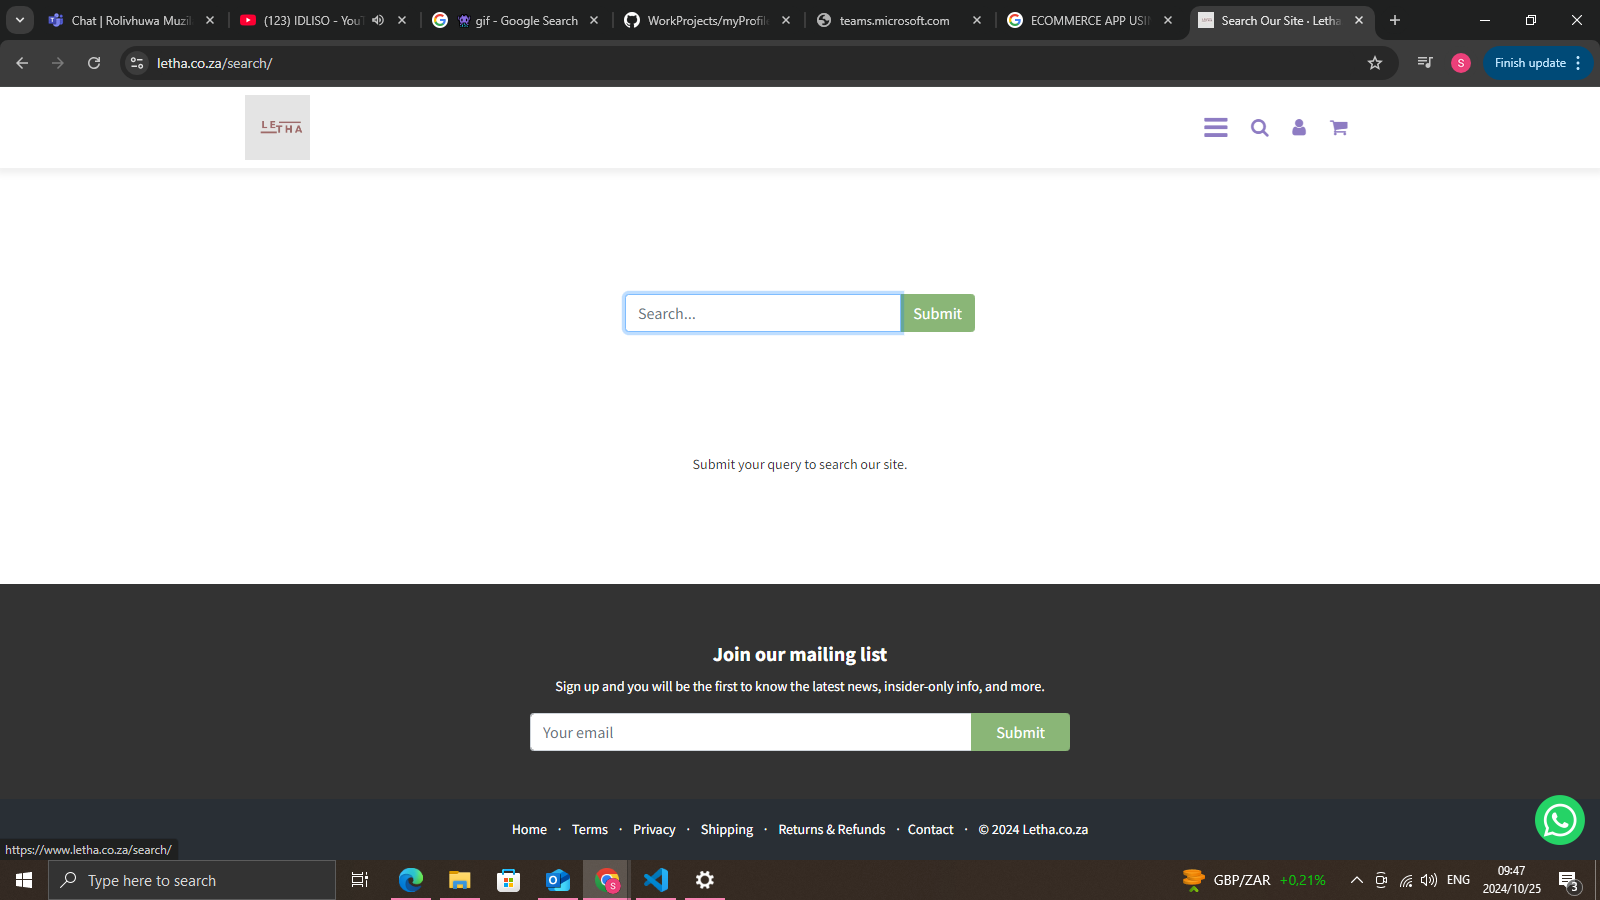 Chat | Rolivhuwa Muzil
(123) IDLISO - YouT
gif - Google Search
WorkProjects/myProfile
teams.microsoft.com
ECOMMERCE APP USIN
Search Our Site · Letha
letha.co.za/search/
S
Finish update
LETHA
Search...
Submit
Submit your query to search our site.
Join our mailing list
Sign up and you will be the first to know the latest news, insider-only info, and more.
Your email
Submit
Home · Terms · Privacy · Shipping · Returns & Refunds · Contact · © 2024 Letha.co.za
https://www.letha.co.za/search/
Type here to search
GBP/ZAR +0,21%
ENG
09:47
2024/10/25
3